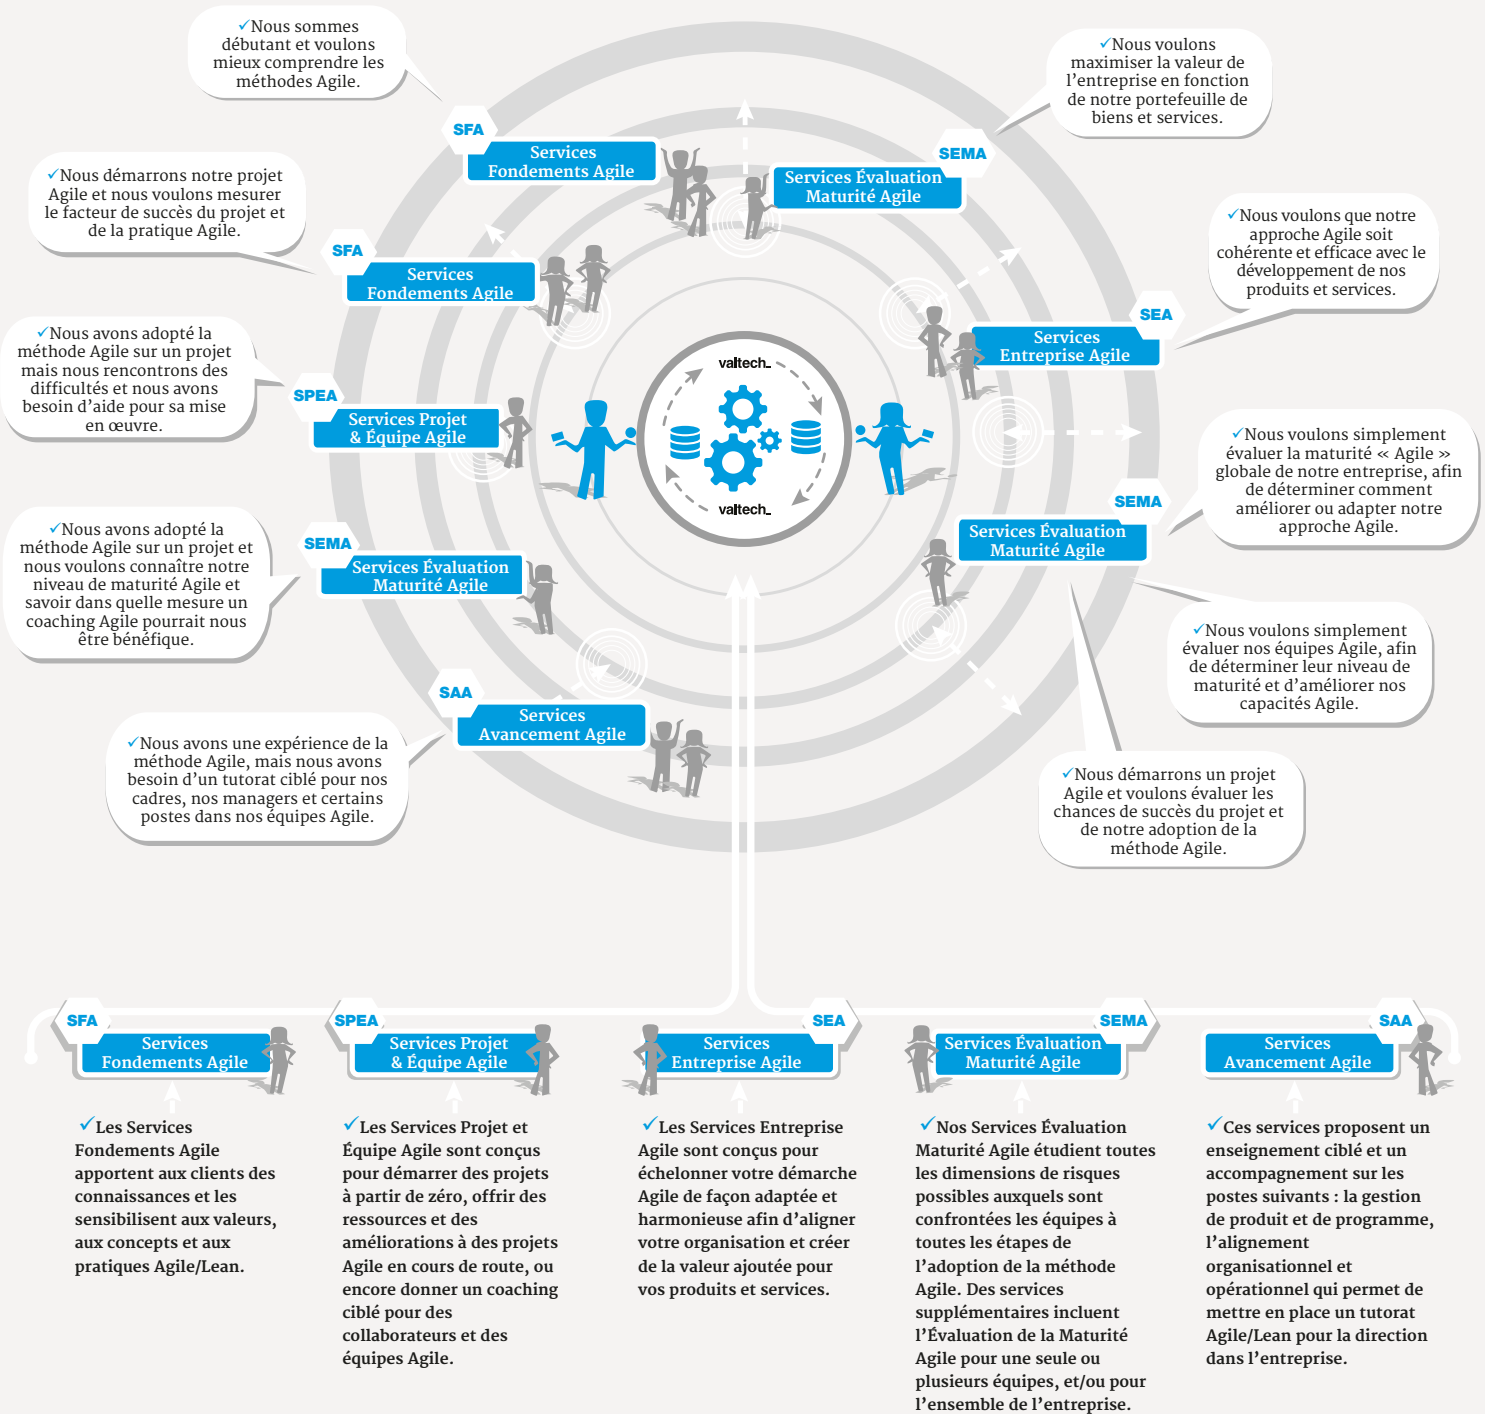 ✓Nous sommes
débutant et voulons
mieux comprendre les
méthodes Agile.
✓Nous voulons
maximiser la valeur de
l’entreprise en fonction
de notre portefeuille de
biens et services.
SFA
Services
Fondements Agile
SEMA
Services Évaluation
Maturité Agile
✓Nous démarrons notre projet
Agile et nous voulons mesurer
le facteur de succès du projet et
de la pratique Agile.
✓Nous voulons que notre
approche Agile soit
cohérente et efficace avec le
développement de nos
produits et services.
SFA
Services
Fondements Agile
SEA
Services
Entreprise Agile
✓Nous avons adopté la
méthode Agile sur un projet
mais nous rencontrons des
difficultés et nous avons
besoin d’aide pour sa mise
en œuvre.
SPEA
Services Projet
& Équipe Agile
valtech_
valtech_
✓Nous voulons simplement
évaluer la maturité « Agile »
globale de notre entreprise, afin
de déterminer comment
améliorer ou adapter notre
approche Agile.
SEMA
Services Évaluation
Maturité Agile
✓Nous avons adopté la
méthode Agile sur un projet et
nous voulons connaître notre
niveau de maturité Agile et
savoir dans quelle mesure un
coaching Agile pourrait nous
être bénéfique.
SEMA
Services Évaluation
Maturité Agile
✓Nous voulons simplement
évaluer nos équipes Agile, afin
de déterminer leur niveau de
maturité et d’améliorer nos
capacités Agile.
SAA
Services
Avancement Agile
✓Nous avons une expérience de la
méthode Agile, mais nous avons
besoin d’un tutorat ciblé pour nos
cadres, nos managers et certains
postes dans nos équipes Agile.
✓Nous démarrons un projet
Agile et voulons évaluer les
chances de succès du projet et
de notre adoption de la
méthode Agile.
SFA
Services
Fondements Agile
✓Les Services
Fondements Agile
apportent aux clients des
connaissances et les
sensibilisent aux valeurs,
aux concepts et aux
pratiques Agile/Lean.
SPEA
Services Projet
& Équipe Agile
✓Les Services Projet et
Équipe Agile sont conçus
pour démarrer des projets
à partir de zéro, offrir des
ressources et des
améliorations à des projets
Agile en cours de route, ou
encore donner un coaching
ciblé pour des
collaborateurs et des
équipes Agile.
SEA
Services
Entreprise Agile
✓Les Services Entreprise
Agile sont conçus pour
échelonner votre démarche
Agile de façon adaptée et
harmonieuse afin d’aligner
votre organisation et créer
de la valeur ajoutée pour
vos produits et services.
SEMA
Services Évaluation
Maturité Agile
✓Nos Services Évaluation
Maturité Agile étudient toutes
les dimensions de risques
possibles auxquels sont
confrontées les équipes à
toutes les étapes de
l’adoption de la méthode
Agile. Des services
supplémentaires incluent
l’Évaluation de la Maturité
Agile pour une seule ou
plusieurs équipes, et/ou pour
l’ensemble de l’entreprise.
SAA
Services
Avancement Agile
✓Ces services proposent un
enseignement ciblé et un
accompagnement sur les
postes suivants : la gestion
de produit et de programme,
l’alignement
organisationnel et
opérationnel qui permet de
mettre en place un tutorat
Agile/Lean pour la direction
dans l’entreprise.